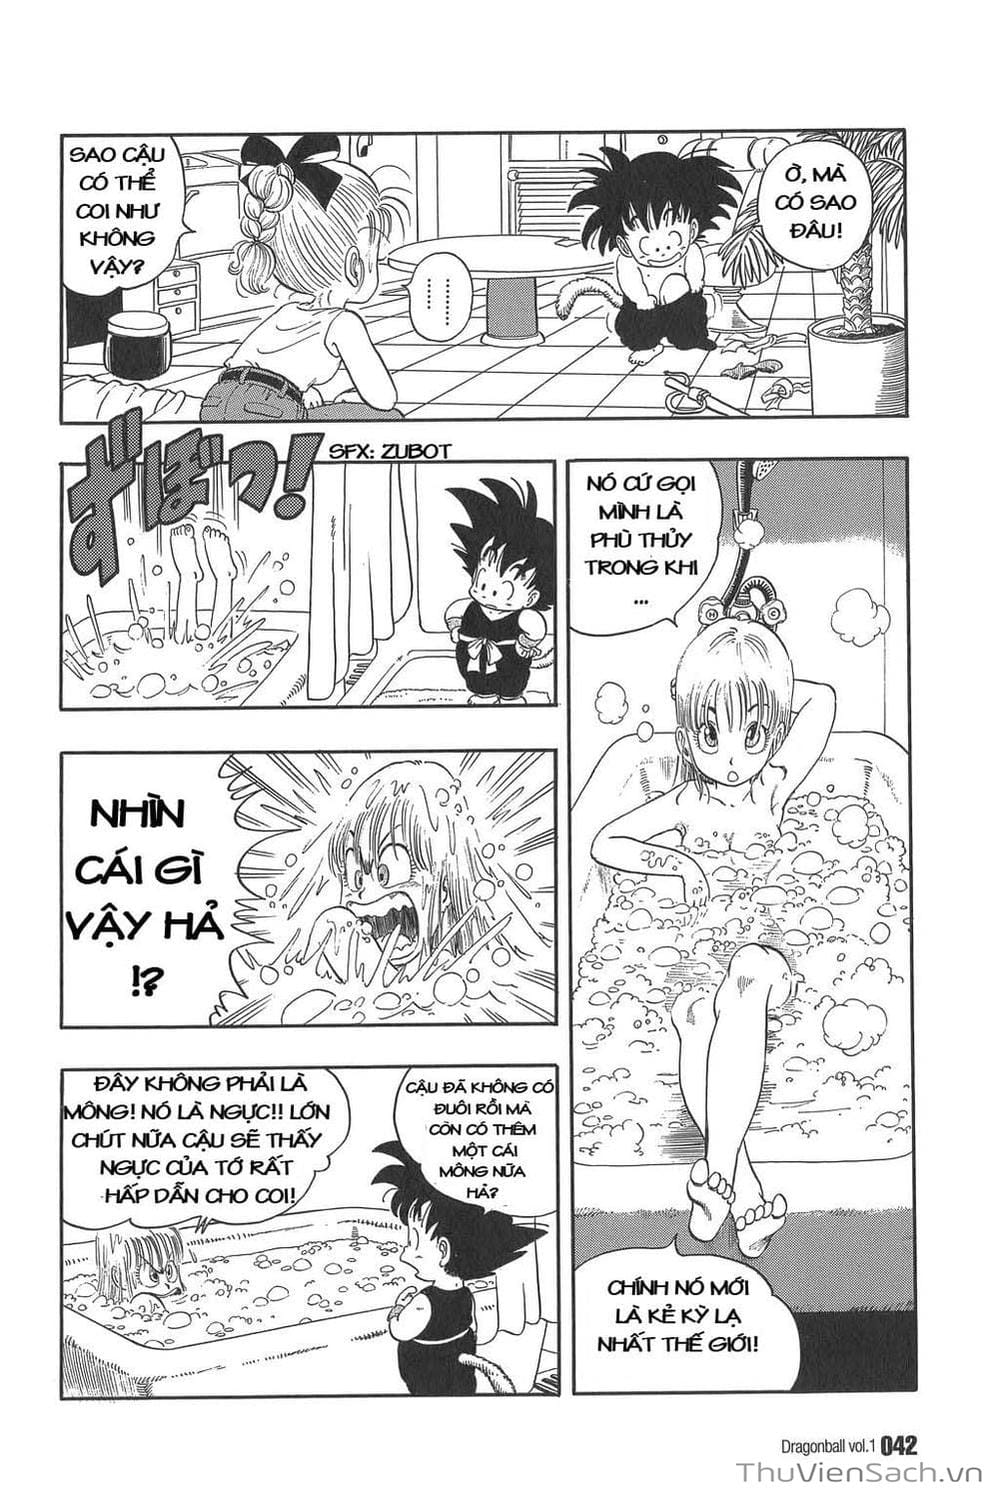 SAO CẬU
CÓ THỂ
COI NHƯ
KHÔNG
VẬY?
.......
Ờ, MÀ
CÓ SAO
ĐÂU!
ずぼっ!
SFX: ZUBOT
NÓ CỨ GỌI
MÌNH LÀ
PHÙ THỦY
TRONG KHI
...
H
C
NHÌN
CÁI GÌ
VẬY HẢ
!?
ĐÂY KHÔNG PHẢI LÀ
MÔNG! NÓ LÀ NGỰC!! LỚN
CHÚT NỮA CẬU SẼ THẤY
NGỰC CỦA TỚ RẤT
HẤP DẪN CHO COI!
CẬU ĐÃ KHÔNG CÓ
ĐUÔI RỒI MÀ
CÒN CÓ THÊM
MỘT CÁI
MÔNG NỮA
HẢ?
CHÍNH NÓ MỚI
LÀ KẺ KỲ LẠ
NHẤT THẾ GIỚI!
Dragonball vol.1 042
ThuVienSach.vn